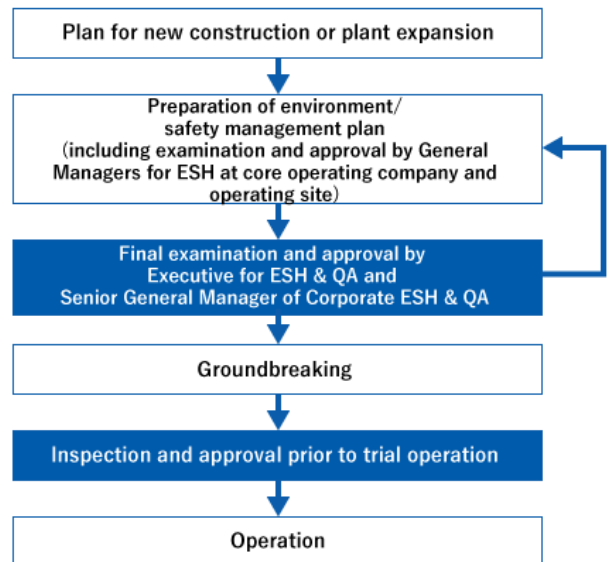 Plan for new construction or plant expansion
Preparation of environment/
safety management plan
(including examination and approval by General
Managers for ESH at core operating company and
operating site)
Final examination and approval by
Executive for ESH & QA and
Senior General Manager of Corporate ESH & QA
Groundbreaking
Inspection and approval prior to trial operation
Operation